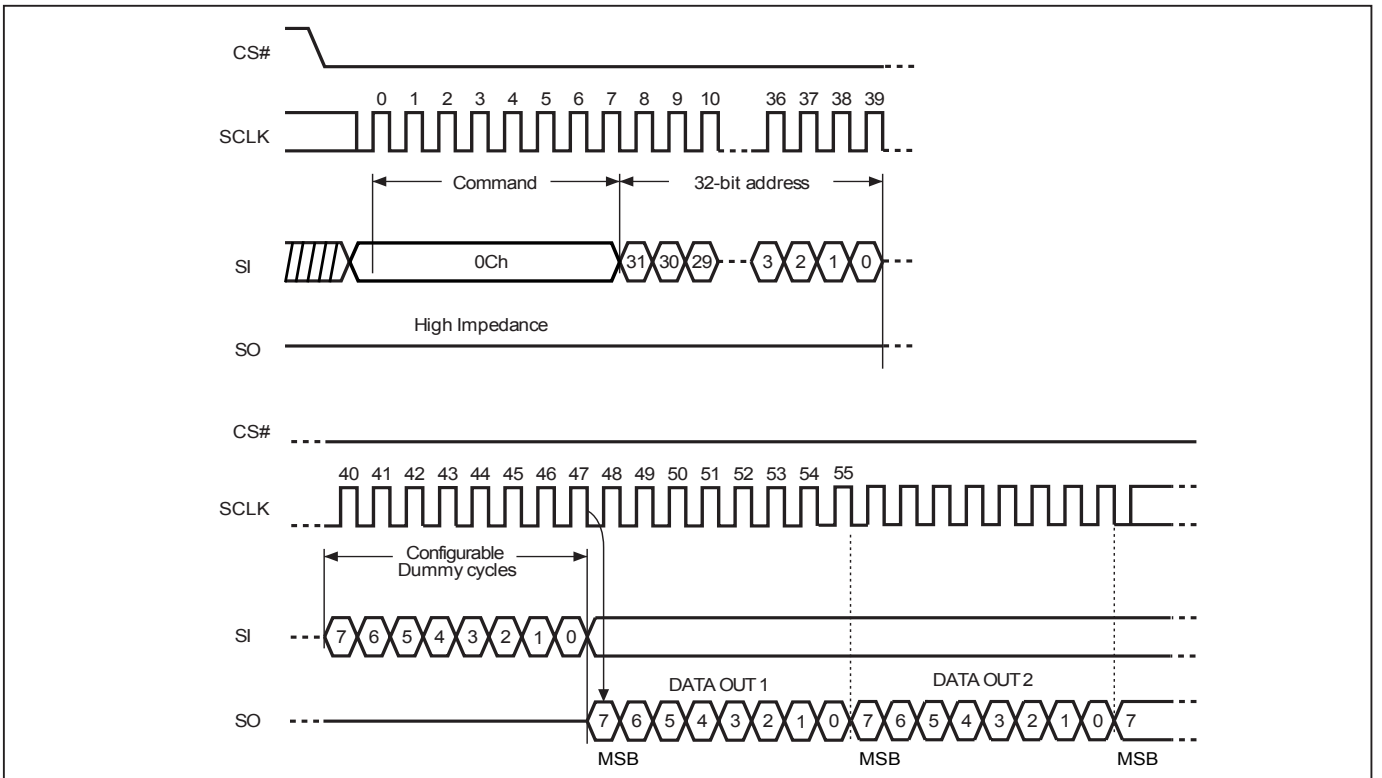 CS#
0 1 2 3 4 5 6 7 8 9 10 36 37 38 39
SCLK
Command 32-bit address
SI 0Ch 31 30 29 3 2 1 0
High Impedance
SO
CS#
40 41 42 43 44 45 46 47 48 49 50 51 52 53 54 55
SCLK
Configurable
Dummy cycles
SI 7 6 5 4 3 2 1 0
DATA OUT 1 DATA OUT 2
SO 7 6 5 4 3 2 1 0 7 6 5 4 3 2 1 0 7
MSB MSB MSB